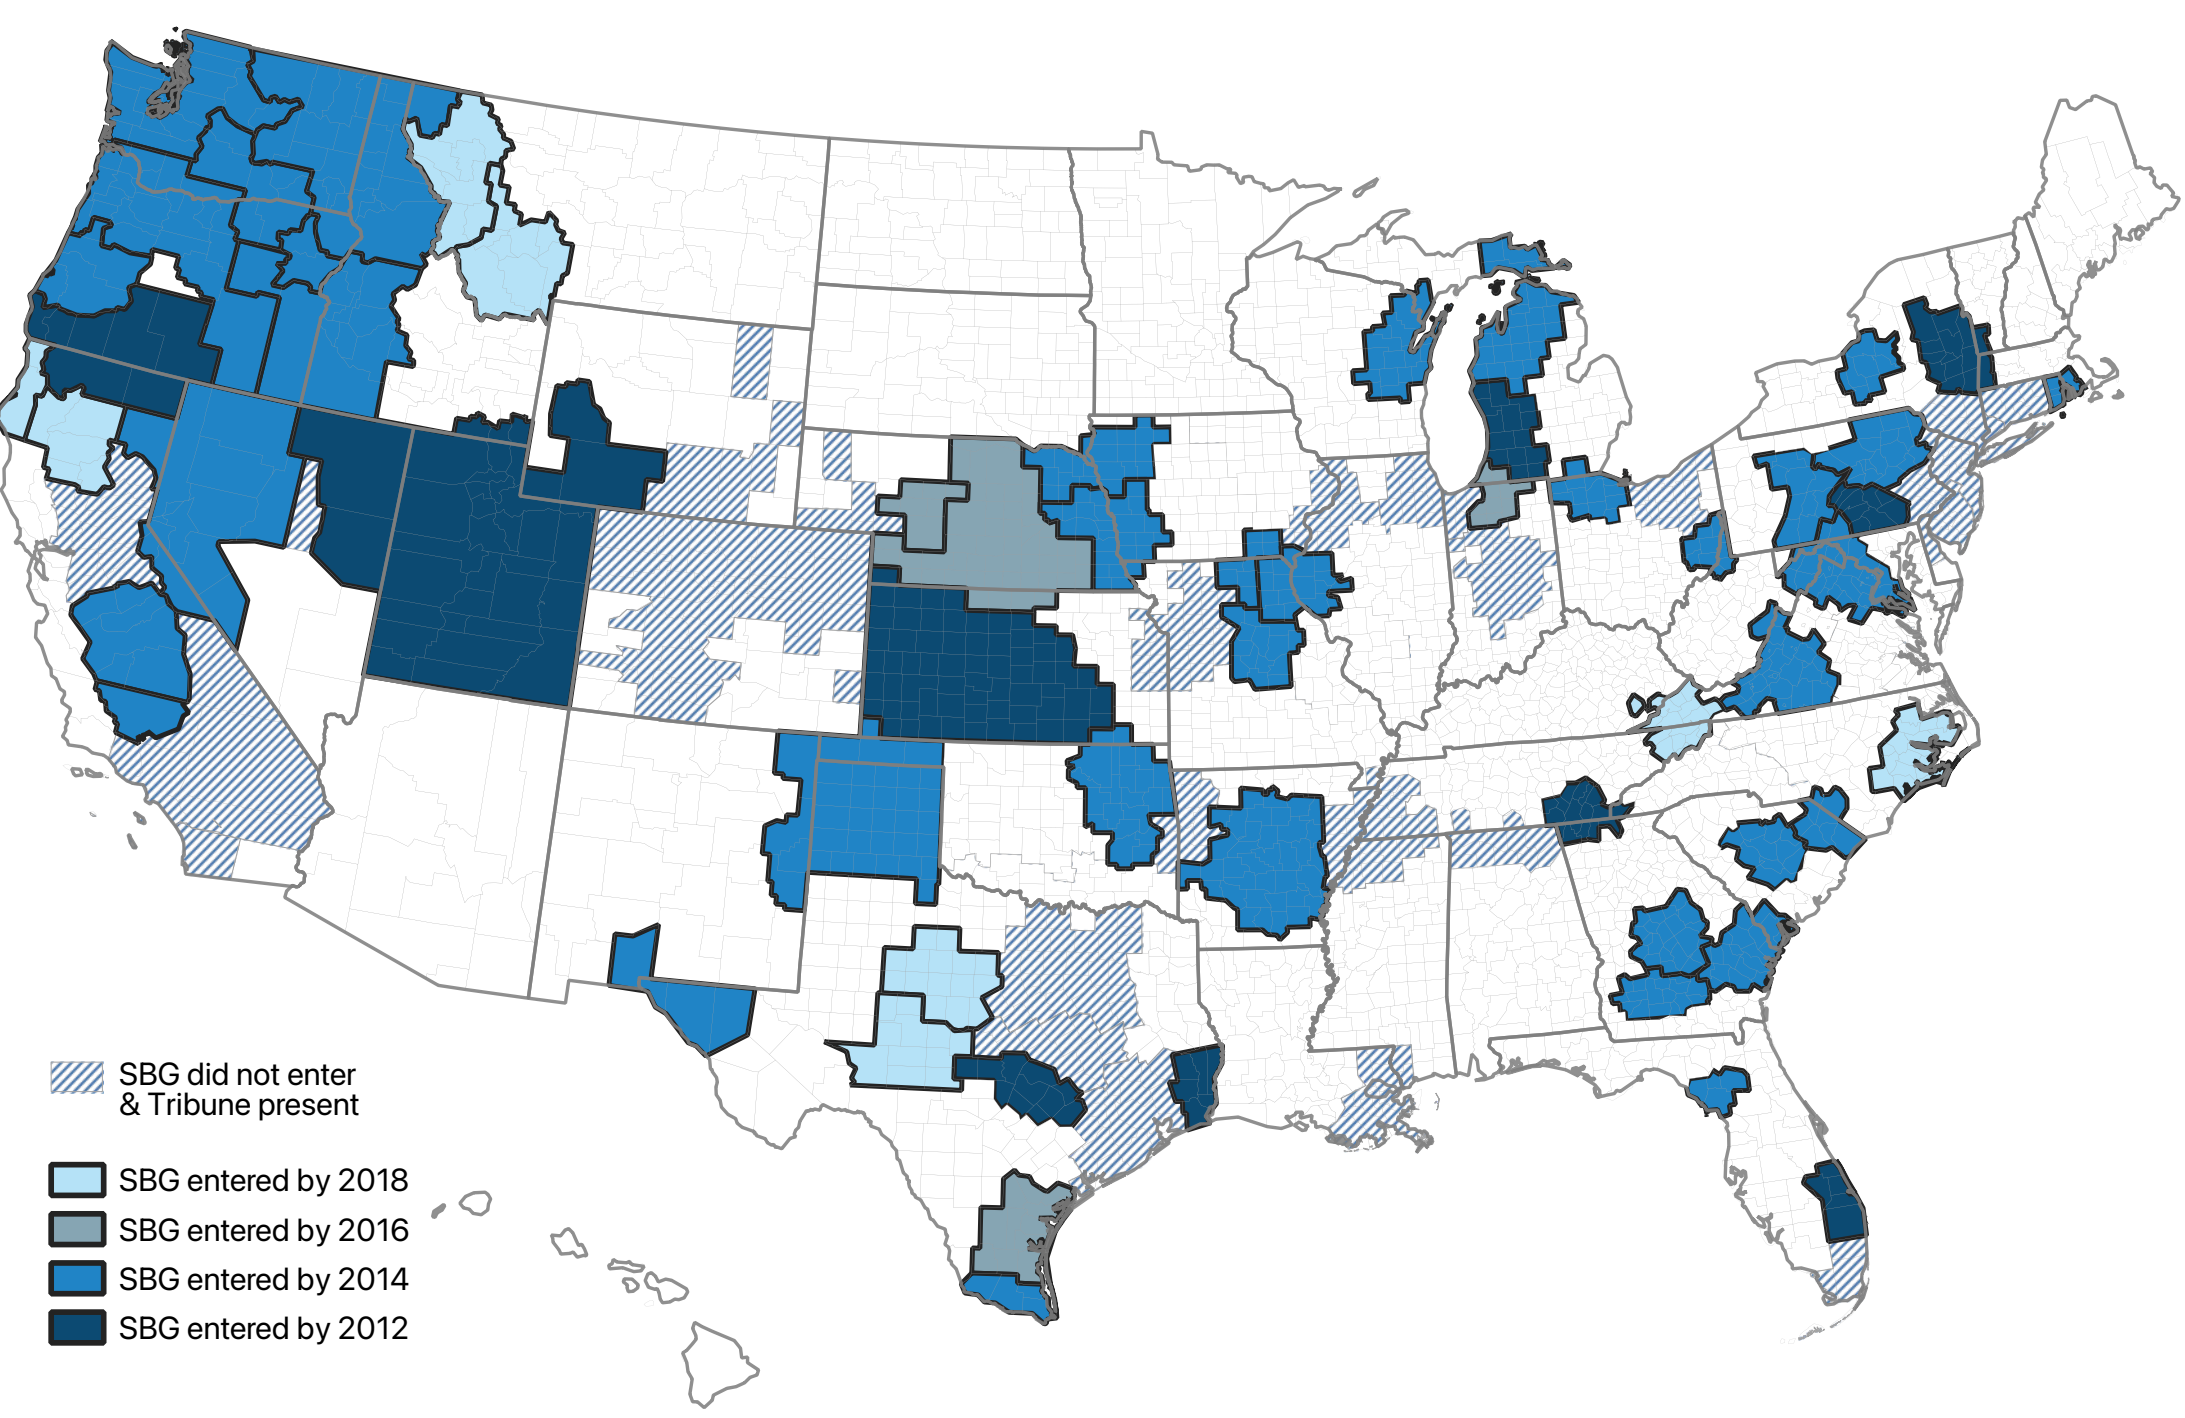 SBG did not enter
& Tribune present
SBG entered by 2018
SBG entered by 2016
SBG entered by 2014
SBG entered by 2012